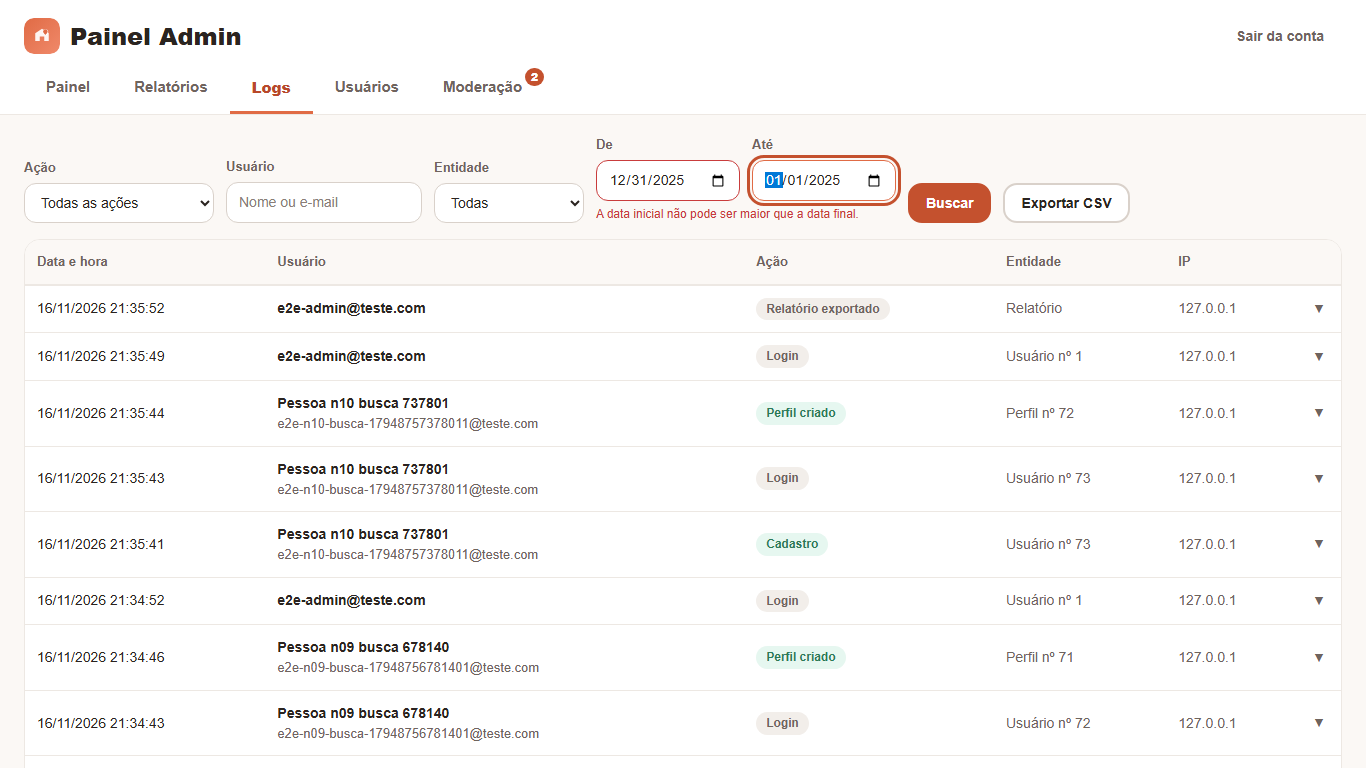 Painel Admin
Sair da conta
Painel
Relatórios
Logs
Usuários
Moderação
2
Ação
Todas as ações
Usuário
Nome ou e-mail
Entidade
Todas
De
12/31/2025
Até
01/01/2025
A data inicial não pode ser maior que a data final.
Buscar
Exportar CSV
Data e hora Usuário Ação Entidade IP
16/11/2026 21:35:52 e2e-admin@teste.com Relatório exportado Relatório 127.0.0.1 ▼
16/11/2026 21:35:49 e2e-admin@teste.com Login Usuário nº 1 127.0.0.1 ▼
16/11/2026 21:35:44 Pessoa n10 busca 737801 Perfil criado Perfil nº 72 127.0.0.1 ▼
e2e-n10-busca-17948757378011@teste.com
16/11/2026 21:35:43 Pessoa n10 busca 737801 Login Usuário nº 73 127.0.0.1 ▼
e2e-n10-busca-17948757378011@teste.com
16/11/2026 21:35:41 Pessoa n10 busca 737801 Cadastro Usuário nº 73 127.0.0.1 ▼
e2e-n10-busca-17948757378011@teste.com
16/11/2026 21:34:52 e2e-admin@teste.com Login Usuário nº 1 127.0.0.1 ▼
16/11/2026 21:34:46 Pessoa n09 busca 678140 Perfil criado Perfil nº 71 127.0.0.1 ▼
e2e-n09-busca-17948756781401@teste.com
16/11/2026 21:34:43 Pessoa n09 busca 678140 Login Usuário nº 72 127.0.0.1 ▼
e2e-n09-busca-17948756781401@teste.com